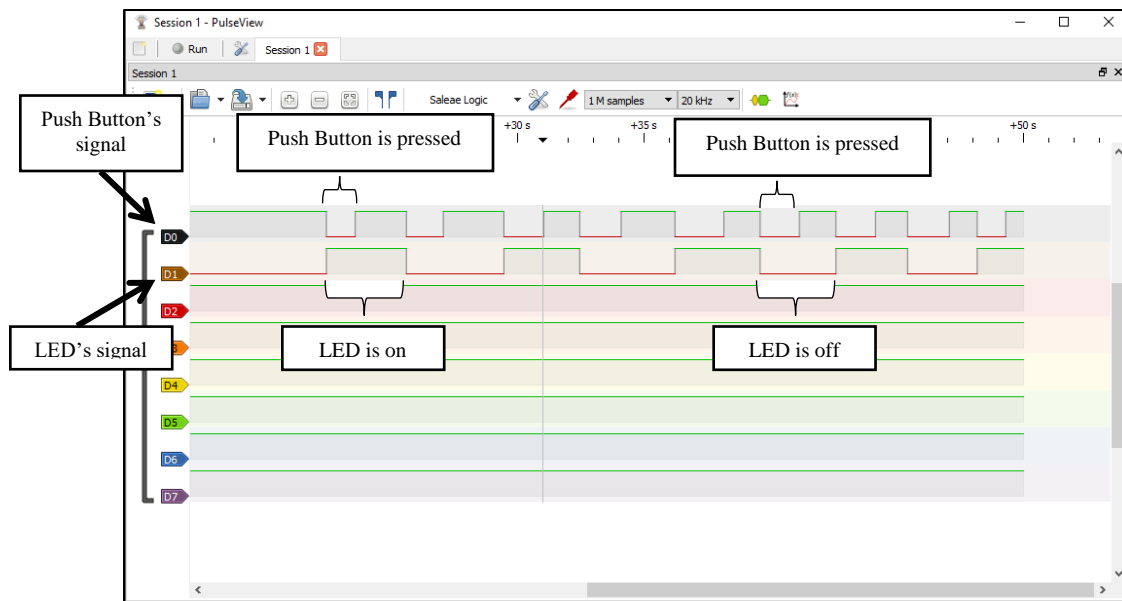 Session 1 - PulseView
Run
Session 1
Session 1
Saleae Logic
1 M samples
20 kHz
f(x)
Push Button's
signal
Push Button is pressed
+30 s
+35 s
Push Button is pressed
+50 s
D0
D1
D2
LED's signal
3
LED is on
LED is off
D4
D5
D6
D7